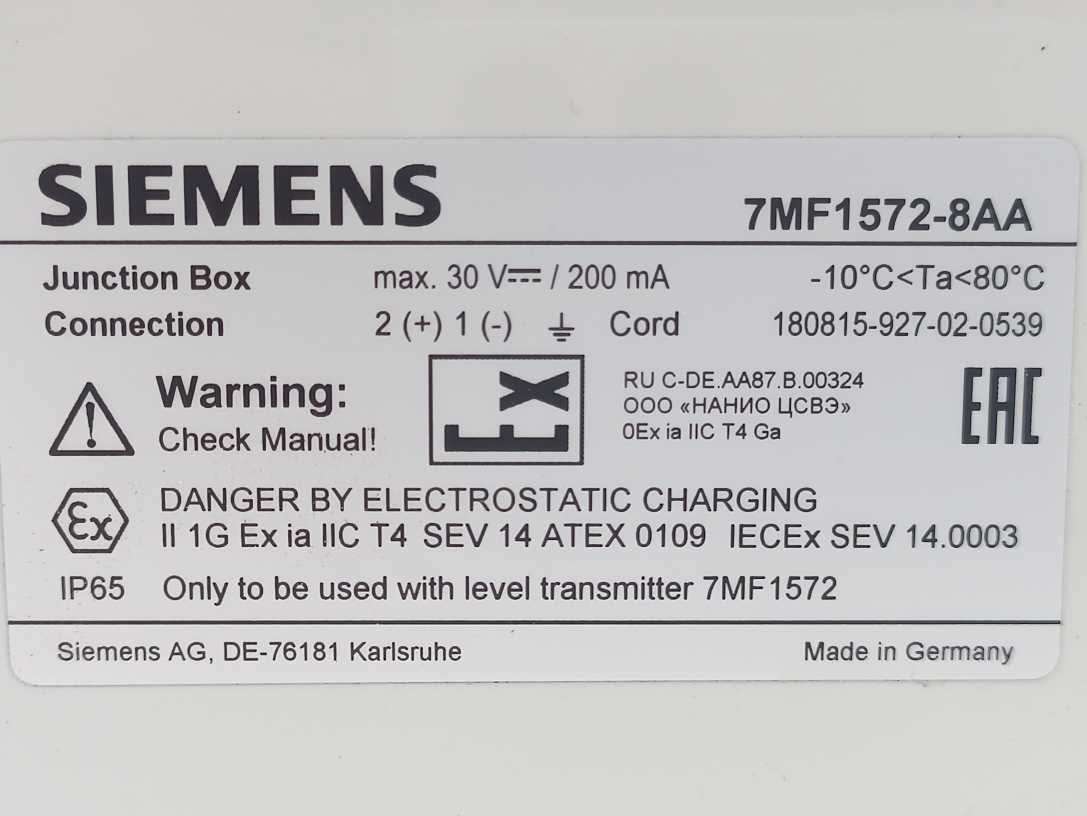 SIEMENS 7MF1572-8AA
Junction Box max. 30 V⎓ / 200 mA -10°C<Ta<80°C
Connection 2 (+) 1 (-) ⏚ Cord 180815-927-02-0539
Warning:
Check Manual!
EX
RU C-DE.AA87.B.00324
ООО «НАНИО ЦСВЭ»
0Ex ia IIC T4 Ga
EAC
Ex
DANGER BY ELECTROSTATIC CHARGING
II 1G Ex ia IIC T4 SEV 14 ATEX 0109 IECEx SEV 14.0003
IP65 Only to be used with level transmitter 7MF1572
Siemens AG, DE-76181 Karlsruhe Made in Germany